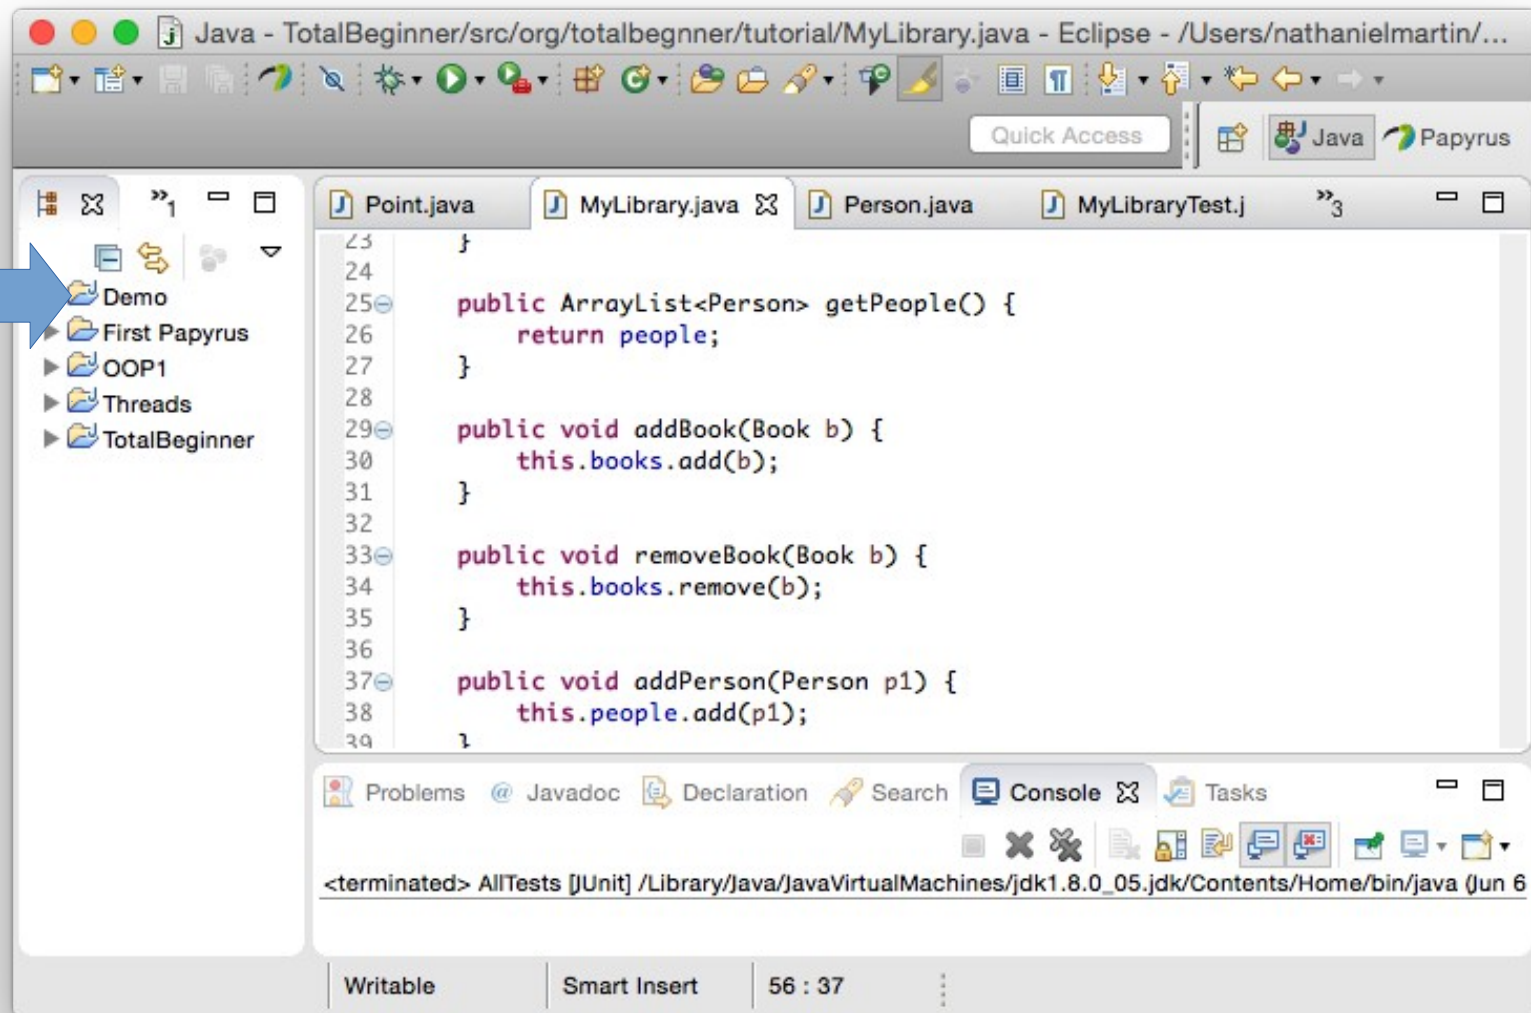 Java - TotalBeginner/src/org/totalbegnner/tutorial/MyLibrary.java - Eclipse - /Users/nathanielmartin/...
Quick Access
Java
Papyrus
»1
Point.java
MyLibrary.java
Person.java
MyLibraryTest.j
»3
Demo
First Papyrus
OOP1
Threads
TotalBeginner
23 }
24
25 public ArrayList<Person> getPeople() {
26 return people;
27 }
28
29 public void addBook(Book b) {
30 this.books.add(b);
31 }
32
33 public void removeBook(Book b) {
34 this.books.remove(b);
35 }
36
37 public void addPerson(Person p1) {
38 this.people.add(p1);
39 }
Problems
@ Javadoc
Declaration
Search
Console
Tasks
<terminated> AllTests [JUnit] /Library/Java/JavaVirtualMachines/jdk1.8.0_05.jdk/Contents/Home/bin/java (Jun 6
Writable
Smart Insert
56 : 37